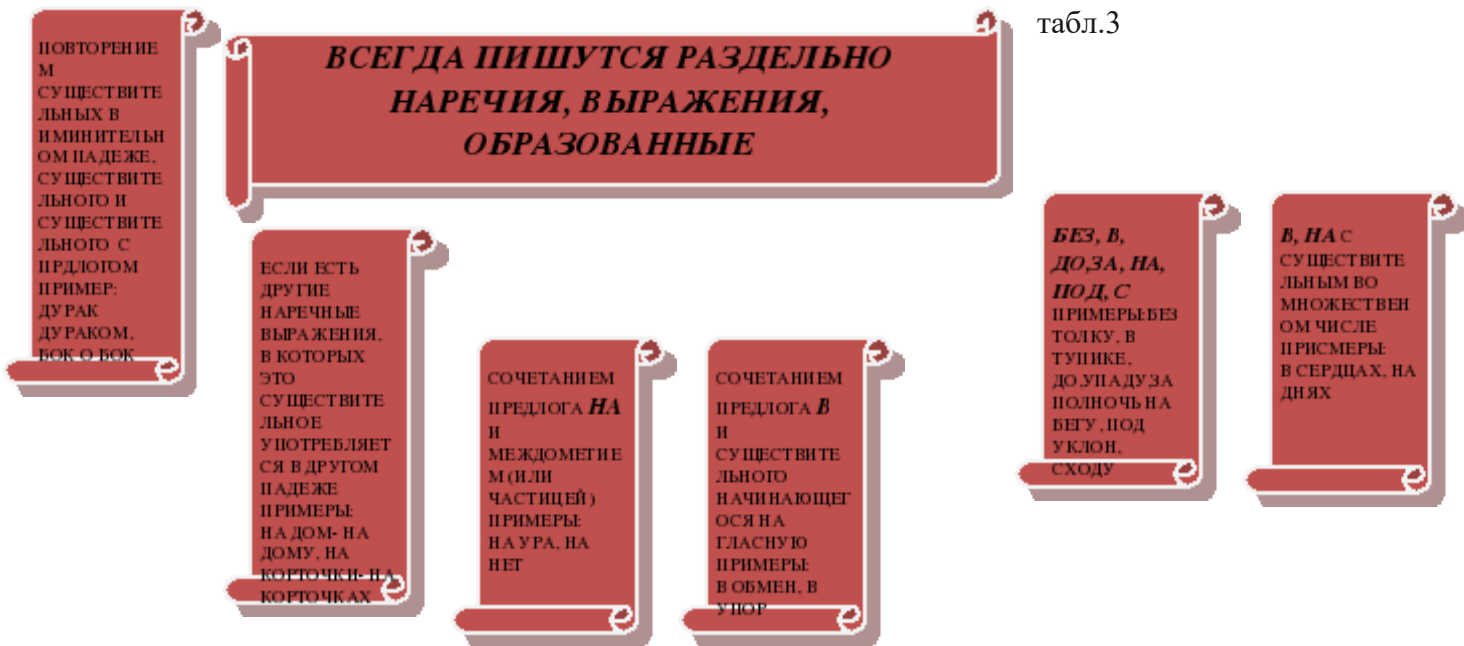 табл.3
ВСЕГДА ПИШУТСЯ РАЗДЕЛЬНО
НАРЕЧИЯ, ВЫРАЖЕНИЯ,
ОБРАЗОВАННЫЕ
ПОВТОРЕНИЕ
М
СУЩЕСТВИТЕ
ЛЬНЫХ В
ИМИНИТЕЛЬН
ОМ ПАДЕЖЕ,
СУЩЕСТВИТЕ
ЛЬНОГО И
СУЩЕСТВИТЕ
ЛЬНОГО С
ПРДЛОГОМ
ПРИМЕР:
ДУРАК
ДУРАКОМ,
БОК О БОК
ЕСЛИ ЕСТЬ
ДРУГИЕ
НАРЕЧНЫЕ
ВЫРАЖЕНИЯ,
В КОТОРЫХ
ЭТО
СУЩЕСТВИТЕ
ЛЬНОЕ
УПОТРЕБЛЯЕТ
СЯ В ДРУГОМ
ПАДЕЖЕ
ПРИМЕРЫ:
НА ДОМ- НА
ДОМУ, НА
КОРТОЧКИ- НА
КОРТОЧКАХ
СОЧЕТАНИЕМ
ПРЕДЛОГА НА
И
МЕЖДОМЕТИЕ
М (ИЛИ
ЧАСТИЦЕЙ)
ПРИМЕРЫ:
НА УРА, НА
НЕТ
СОЧЕТАНИЕМ
ПРЕДЛОГА В
И
СУЩЕСТВИТЕ
ЛЬНОГО
НАЧИНАЮЩЕГ
ОСЯ НА
ГЛАСНУЮ
ПРИМЕРЫ:
В ОБМЕН, В
УПОР
БЕЗ, В,
ДО,ЗА, НА,
ПОД, С
ПРИМЕРЫ:БЕЗ
ТОЛКУ, В
ТУПИКЕ,
ДО,УПАДУ,ЗА
ПОЛНОЧЬ НА
БЕГУ, ПОД
УКЛОН,
СХОДУ
В, НА С
СУЩЕСТВИТЕ
ЛЬНЫМ ВО
МНОЖЕСТВЕН
ОМ ЧИСЛЕ
ПРИСМЕРЫ:
В СЕРДЦАХ, НА
ДНЯХ